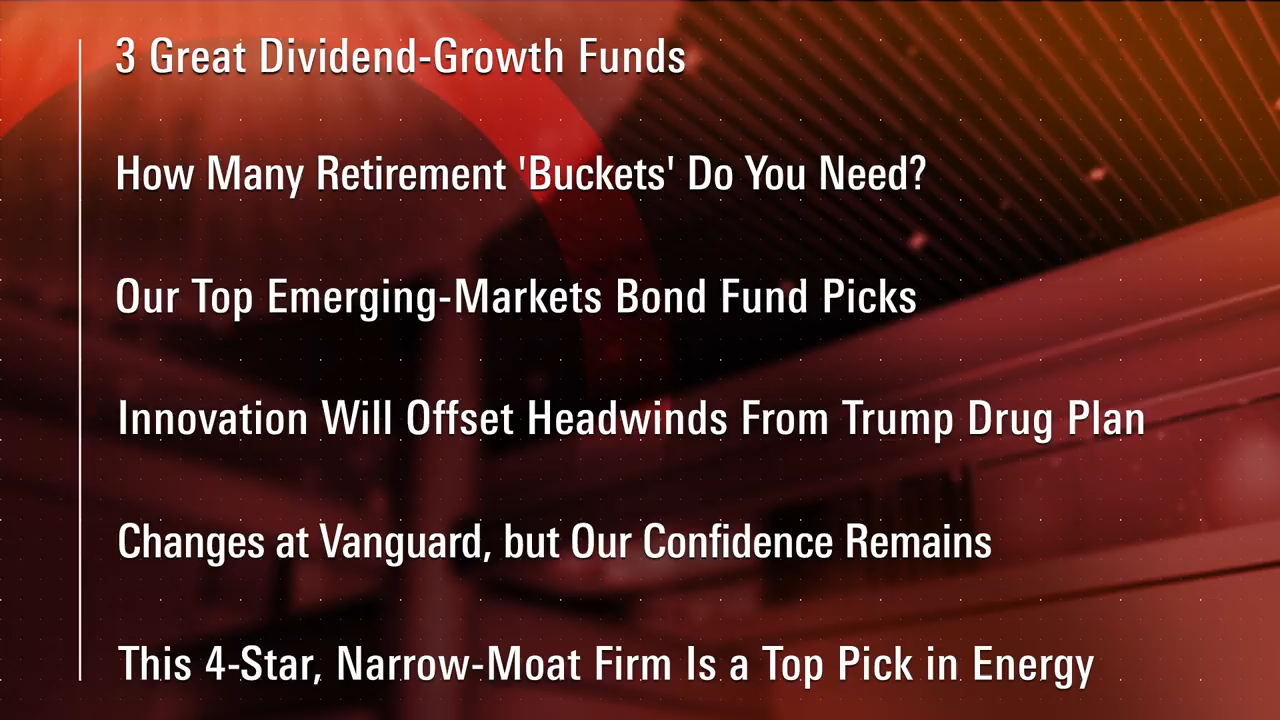 3 Great Dividend-Growth Funds
How Many Retirement 'Buckets' Do You Need?
Our Top Emerging-Markets Bond Fund Picks
Innovation Will Offset Headwinds From Trump Drug Plan
Changes at Vanguard, but Our Confidence Remains
This 4-Star, Narrow-Moat Firm Is a Top Pick in Energy